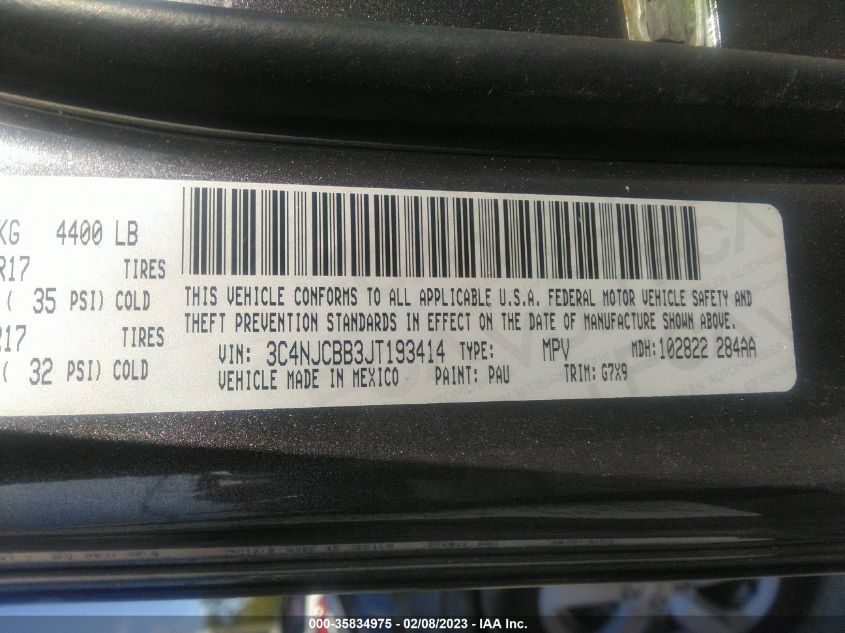 KG 4400 LB
R17 TIRES
( 35 PSI) COLD
R17 TIRES
( 32 PSI) COLD
THIS VEHICLE CONFORMS TO ALL APPLICABLE U.S.A. FEDERAL MOTOR VEHICLE SAFETY AND
THEFT PREVENTION STANDARDS IN EFFECT ON THE DATE OF MANUFACTURE SHOWN ABOVE.
VIN: 3C4NJCBB3JT193414 TYPE: MPV MDH: 102822 284AA
VEHICLE MADE IN MEXICO PAINT: PAU TRIM: G7X9
000-35834975 - 02/08/2023 - IAA Inc.